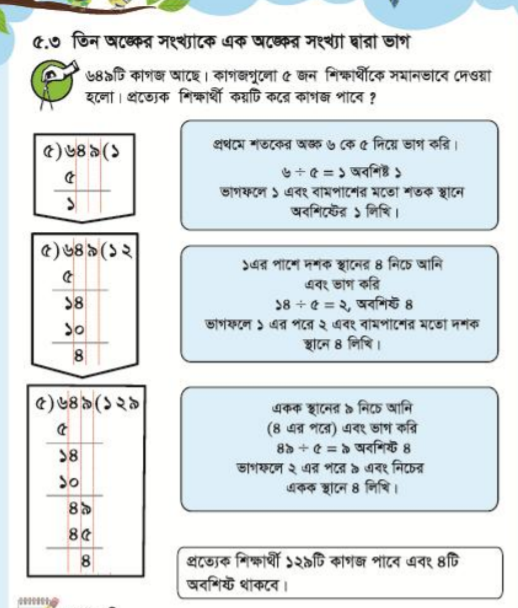 ৫.৩ তিন অঙ্কের সংখ্যাকে এক অঙ্কের সংখ্যা দ্বারা ভাগ
৬৪৯টি কাগজ আছে। কাগজগুলো ৫ জন শিক্ষার্থীকে সমানভাবে দেওয়া
হলো। প্রত্যেক শিক্ষার্থী কয়টি করে কাগজ পাবে ?
৫)৬৪৯(১
৫
১
প্রথমে শতকের অঙ্ক ৬ কে ৫ দিয়ে ভাগ করি।
৬ ÷ ৫ = ১ অবশিষ্ট ১
ভাগফলে ১ এবং বামপাশের মতো শতক স্থানে
অবশিষ্টের ১ লিখি।
৫)৬৪৯(১২
৫
১৪
১০
৪
১এর পাশে দশক স্থানের ৪ নিচে আনি
এবং ভাগ করি
১৪ ÷ ৫ = ২, অবশিষ্ট ৪
ভাগফলে ১ এর পরে ২ এবং বামপাশের মতো দশক
স্থানে ৪ লিখি।
৫)৬৪৯(১২৯
৫
১৪
১০
৪৯
৪৫
৪
একক স্থানের ৯ নিচে আনি
(৪ এর পরে) এবং ভাগ করি
৪৯ ÷ ৫ = ৯ অবশিষ্ট ৪
ভাগফলে ২ এর পরে ৯ এবং নিচের
একক স্থানে ৪ লিখি।
প্রত্যেক শিক্ষার্থী ১২৯টি কাগজ পাবে এবং ৪টি
অবশিষ্ট থাকবে।